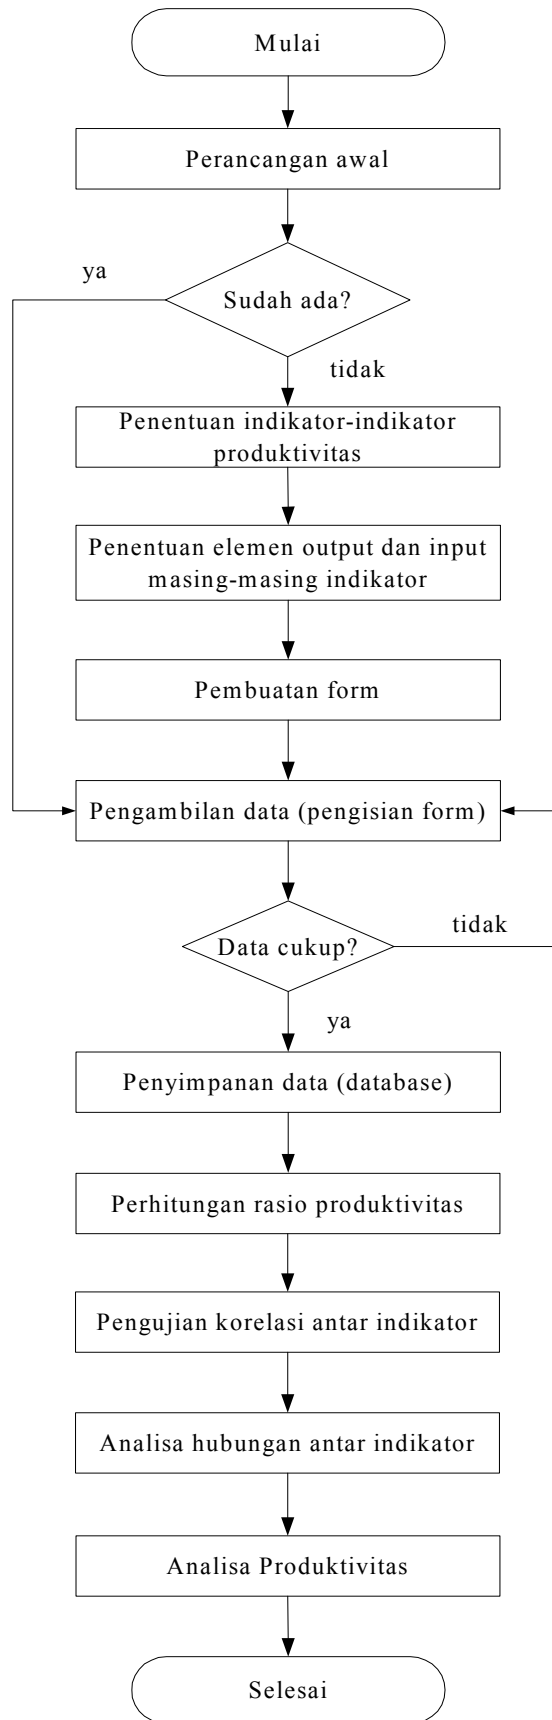 Mulai
Perancangan awal
ya
Sudah ada?
tidak
Penentuan indikator-indikator
produktivitas
Penentuan elemen output dan input
masing-masing indikator
Pembuatan form
Pengambilan data (pengisian form)
tidak
Data cukup?
ya
Penyimpanan data (database)
Perhitungan rasio produktivitas
Pengujian korelasi antar indikator
Analisa hubungan antar indikator
Analisa Produktivitas
Selesai